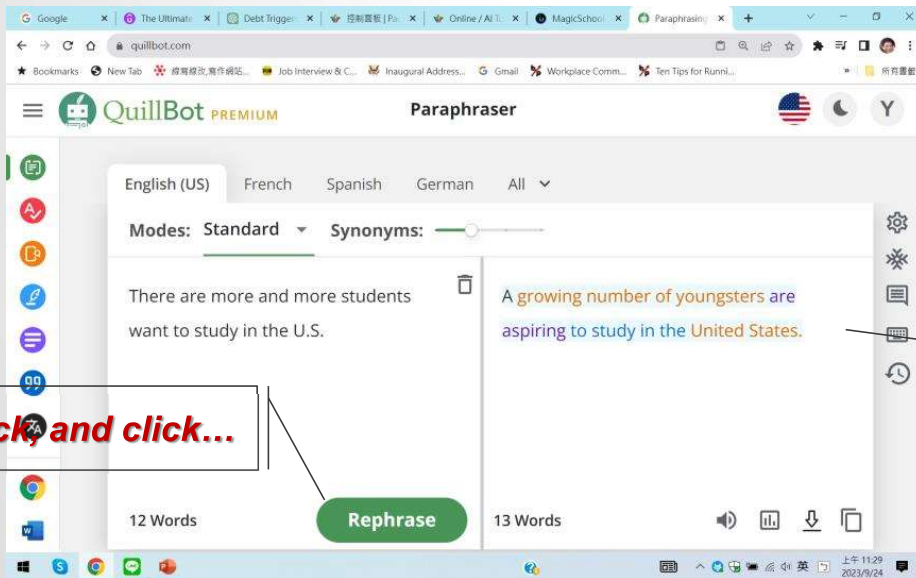 Google
The Ultimate
Debt Trigger
控制面板 | Pa
Online / AI T
MagicSchool
Paraphrasing
quillbot.com
Bookmarks
New Tab
Job Interview & C...
Inaugural Address...
Gmail
Workplace Comm...
Ten Tips for Runni...
所有書籤
QuillBot PREMIUM
Paraphraser
Y
English (US)
French
Spanish
German
All
Modes: Standard
Synonyms:
There are more and more students
want to study in the U.S.
A growing number of youngsters are
aspiring to study in the United States.
ck, and click…
12 Words
Rephrase
13 Words
英
上午 11:29
2023/9/24